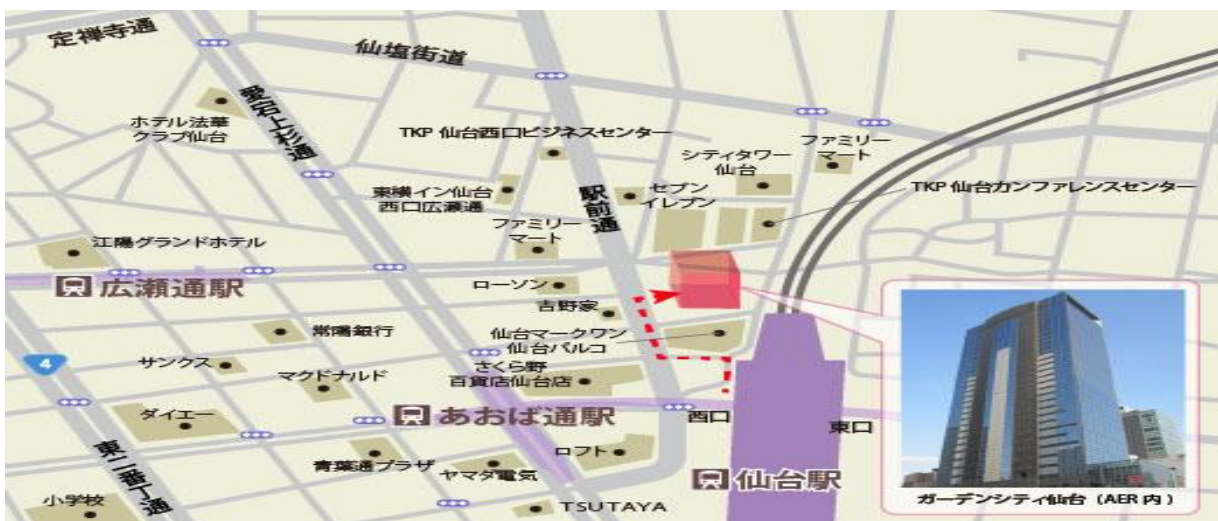 定禅寺通
仙塩街道
愛宕上杉通
ホテル法華
クラブ仙台
TKP 仙台西口ビジネスセンター
ファミリー
マート
シティタワー
仙台
東横イン仙台
西口広瀬通
駅前通
セブン
イレブン
TKP 仙台カンファレンスセンター
ファミリー
マート
江陽グランドホテル
広瀬通駅
ローソン
吉野家
常陽銀行
仙台マークワン
仙台パルコ
サンクス
4
マクドナルド
さくら野
百貨店仙台店
ダイエー
あおば通駅
西口
東口
東二番丁通
青葉通プラザ
ヤマダ電気
ロフト
仙台駅
小学校
TSUTAYA
ガーデンシティ仙台（AER 内）